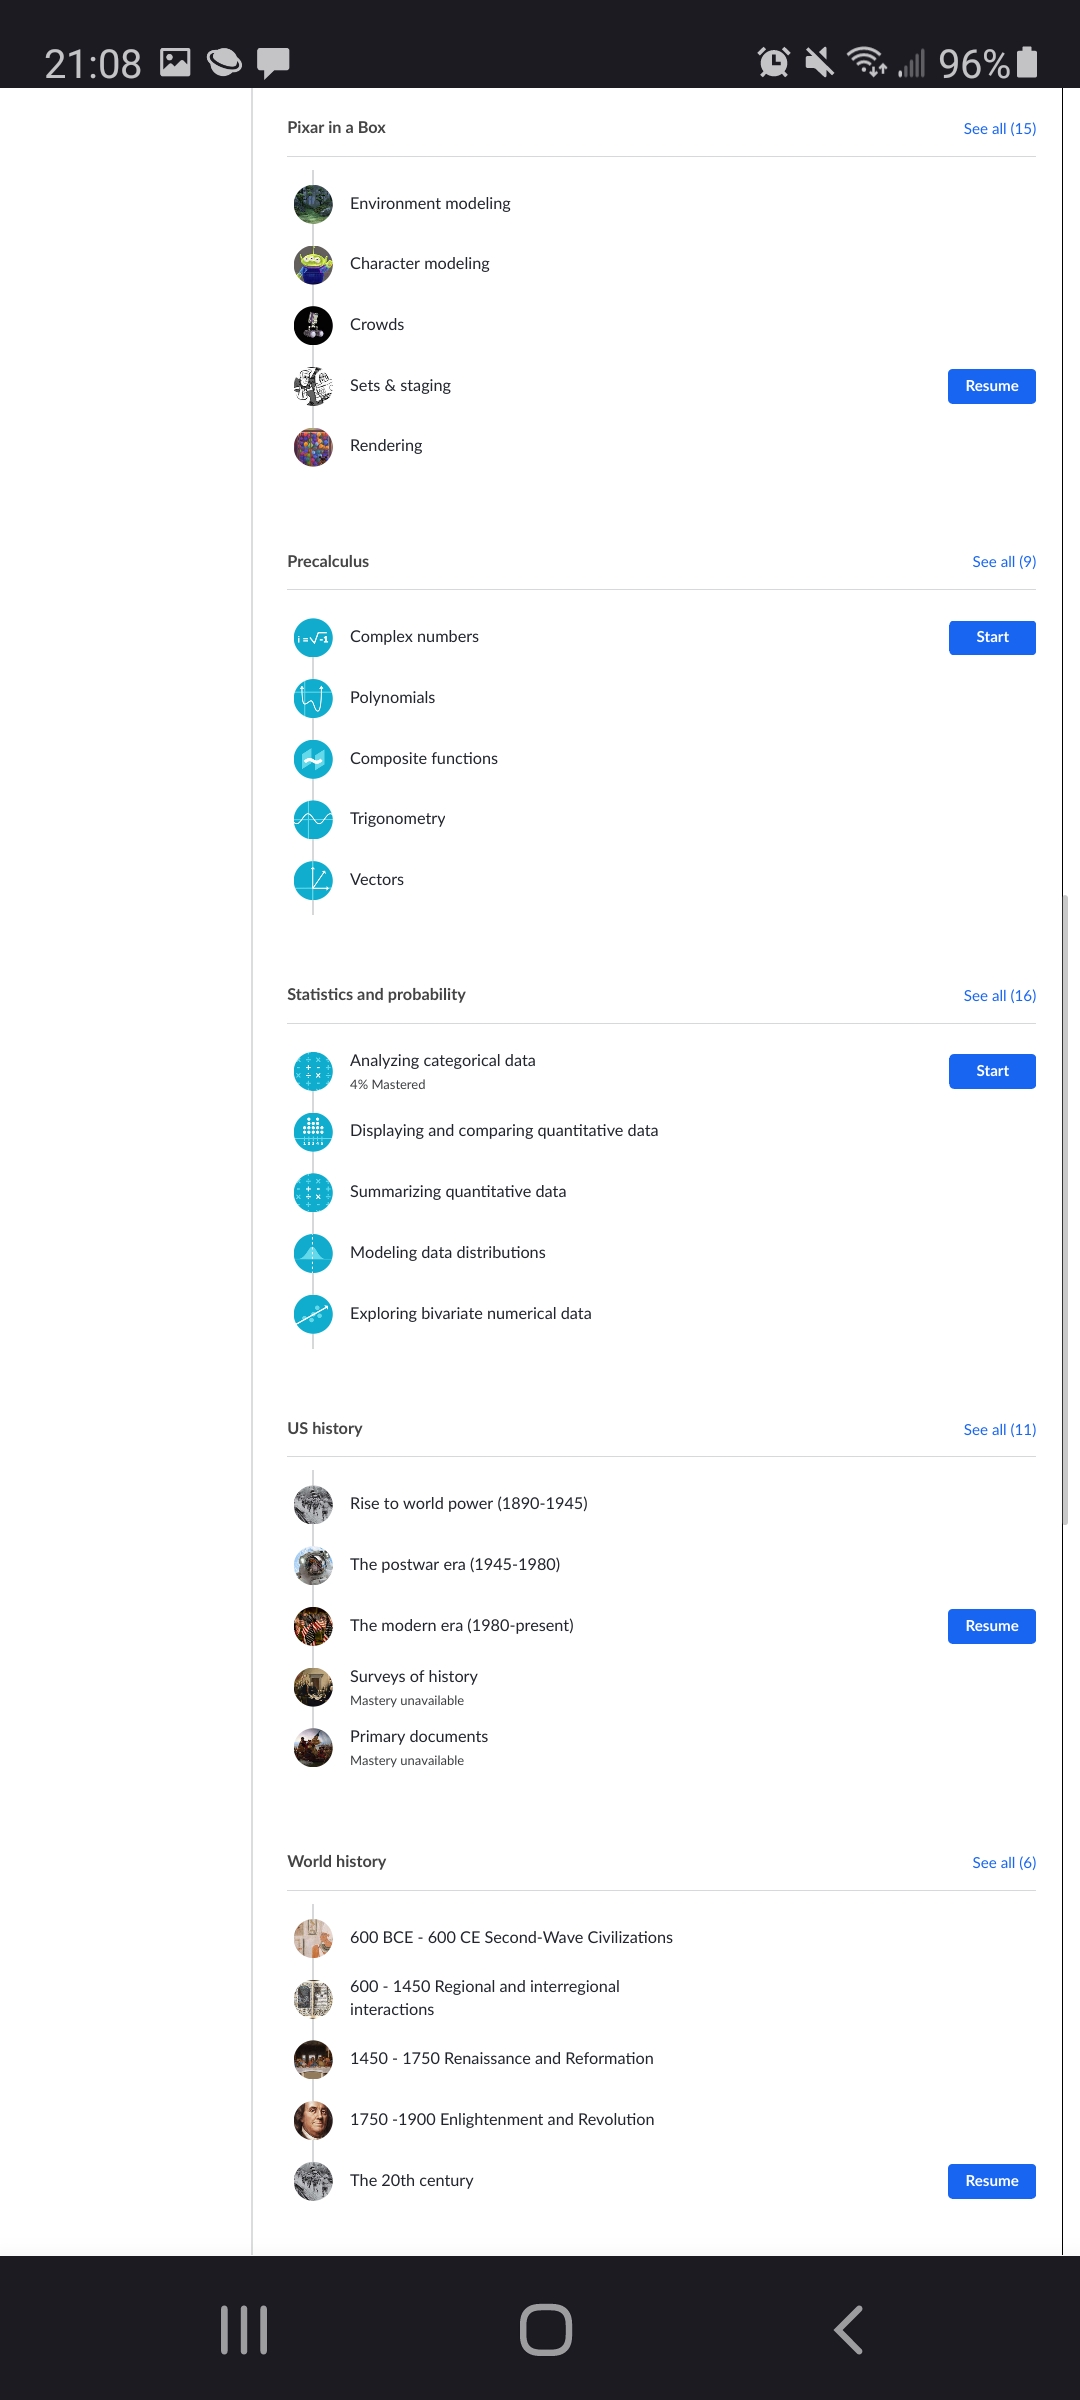 21:08
96%
Pixar in a Box
See all (15)
Environment modeling
Character modeling
Crowds
Sets & staging
Resume
Rendering
Precalculus
See all (9)
i=√-1
Complex numbers
Start
Polynomials
Composite functions
Trigonometry
Vectors
Statistics and probability
See all (16)
Analyzing categorical data
4% Mastered
Start
Displaying and comparing quantitative data
Summarizing quantitative data
Modeling data distributions
Exploring bivariate numerical data
US history
See all (11)
Rise to world power (1890-1945)
The postwar era (1945-1980)
The modern era (1980-present)
Resume
Surveys of history
Mastery unavailable
Primary documents
Mastery unavailable
World history
See all (6)
600 BCE - 600 CE Second-Wave Civilizations
600 - 1450 Regional and interregional
interactions
1450 - 1750 Renaissance and Reformation
1750 -1900 Enlightenment and Revolution
The 20th century
Resume